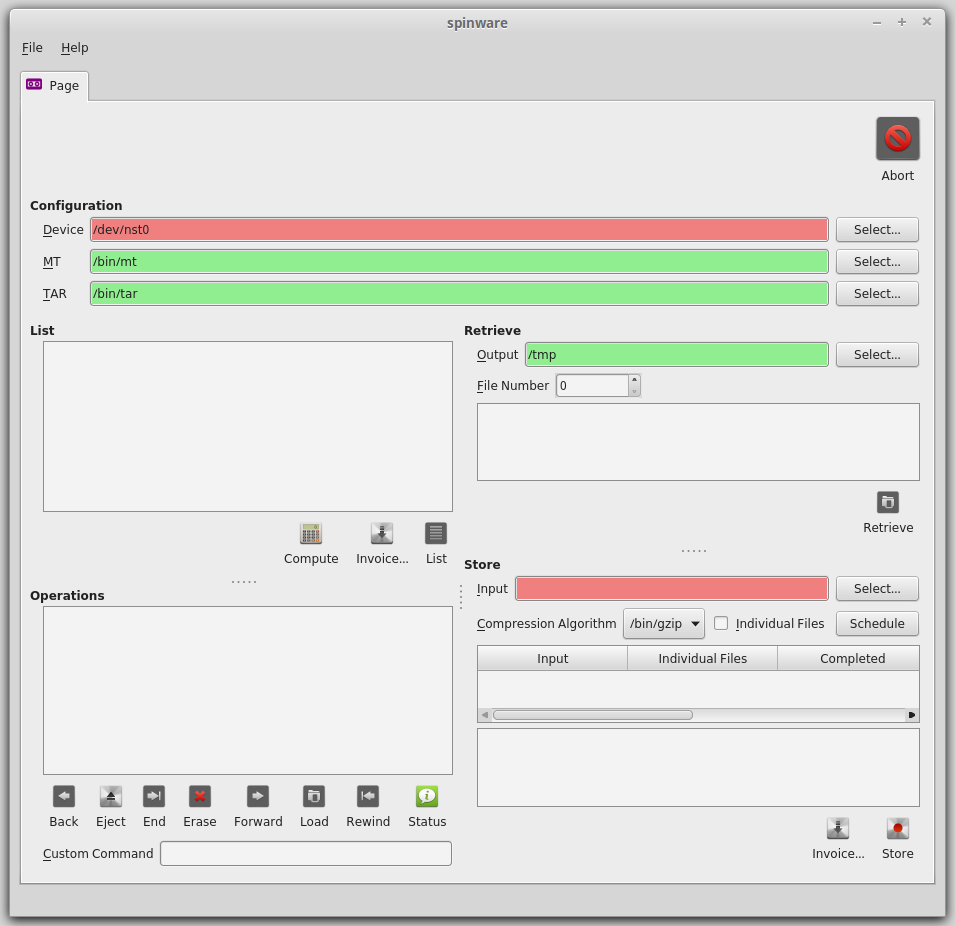 spinware
File Help
Page
Abort
Configuration
Device /dev/nst0 Select...
MT /bin/mt Select...
TAR /bin/tar Select...
List
Compute Invoice... List
Operations
Back Eject End Erase Forward Load Rewind Status
Custom Command
Retrieve
Output /tmp Select...
File Number 0
Retrieve
Store
Input Select...
Compression Algorithm /bin/gzip Individual Files Schedule
Input Individual Files Completed
Invoice... Store